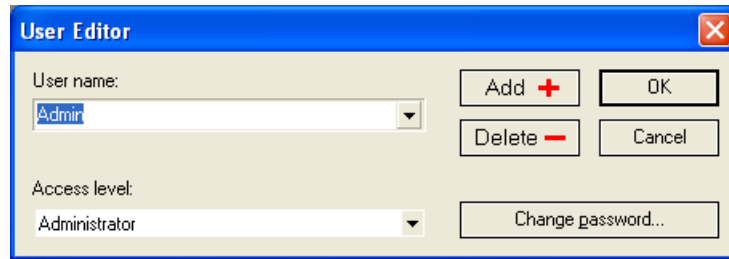 User Editor
User name:
Admin
Add
OK
Delete
Cancel
Access level:
Administrator
Change password...